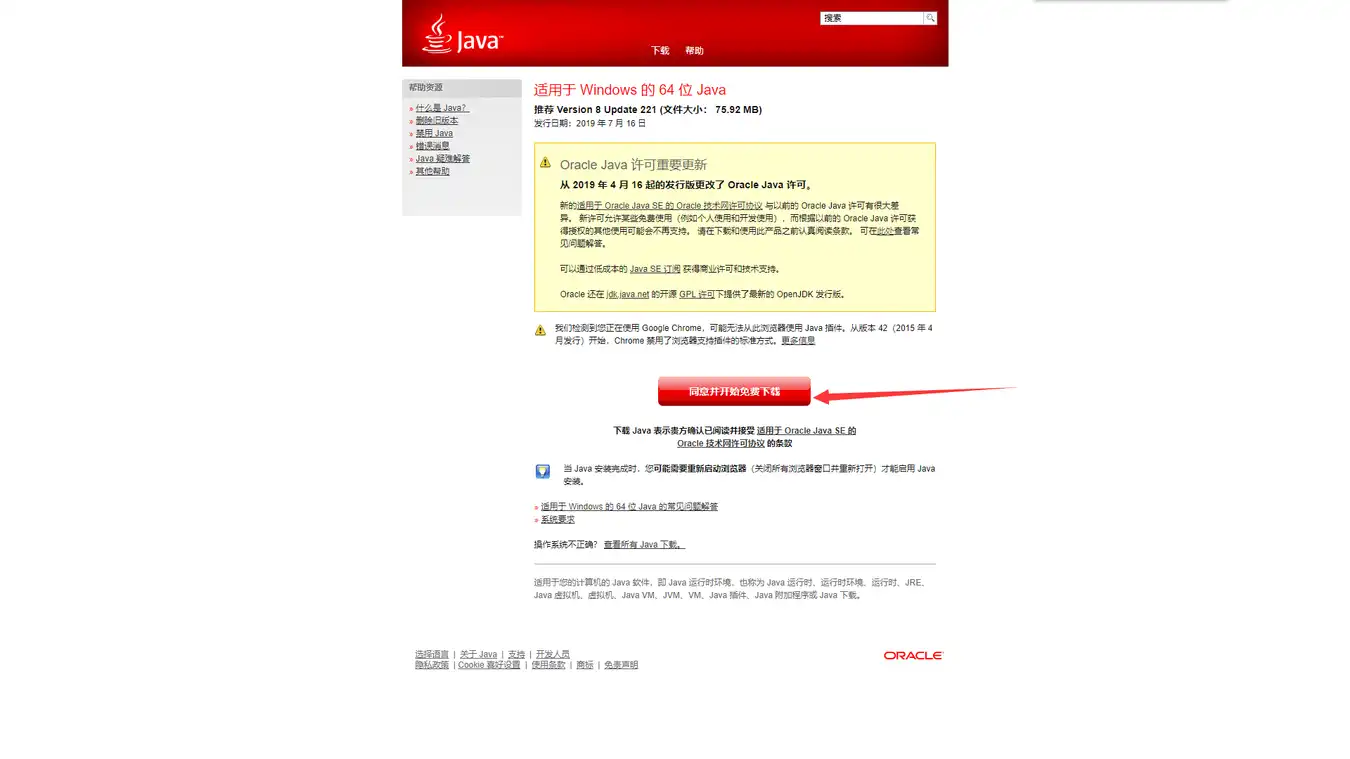 Java™
搜索
下载 帮助
帮助资源
» 什么是 Java？
» 删除旧版本
» 禁用 Java
» 错误消息
» Java 疑难解答
» 其他帮助
适用于 Windows 的 64 位 Java
推荐 Version 8 Update 221 (文件大小： 75.92 MB)
发行日期：2019 年 7 月 16 日
Oracle Java 许可重要更新
从 2019 年 4 月 16 起的发行版更改了 Oracle Java 许可。
新的适用于 Oracle Java SE 的 Oracle 技术网许可协议 与以前的 Oracle Java 许可有很大差
异。 新许可允许某些免费使用（例如个人使用和开发使用），而根据以前的 Oracle Java 许可获
得授权的其他使用可能会不再支持。 请在下载和使用此产品之前认真阅读条款。 可在此处查看常
见问题解答。
可以通过低成本的 Java SE 订阅 获得商业许可和技术支持。
Oracle 还在 jdk.java.net 的开源 GPL 许可下提供了最新的 OpenJDK 发行版。
我们检测到您正在使用 Google Chrome，可能无法从此浏览器使用 Java 插件。从版本 42（2015 年 4
月发行）开始，Chrome 禁用了浏览器支持插件的标准方式。更多信息
同意并开始免费下载
下载 Java 表示贵方确认已阅读并接受 适用于 Oracle Java SE 的
Oracle 技术网许可协议 的条款
当 Java 安装完成时，您可能需要重新启动浏览器（关闭所有浏览器窗口并重新打开）才能启用 Java
安装。
» 适用于 Windows 的 64 位 Java 的常见问题解答
» 系统要求
操作系统不正确？ 查看所有 Java 下载。
适用于您的计算机的 Java 软件，即 Java 运行时环境，也称为 Java 运行时、运行时环境、运行时、JRE、
Java 虚拟机、虚拟机、Java VM、JVM、VM、Java 插件、Java 附加程序或 Java 下载。
选择语言 | 关于 Java | 支持 | 开发人员
隐私政策 | Cookie 喜好设置 | 使用条款 | 商标 | 免责声明
ORACLE